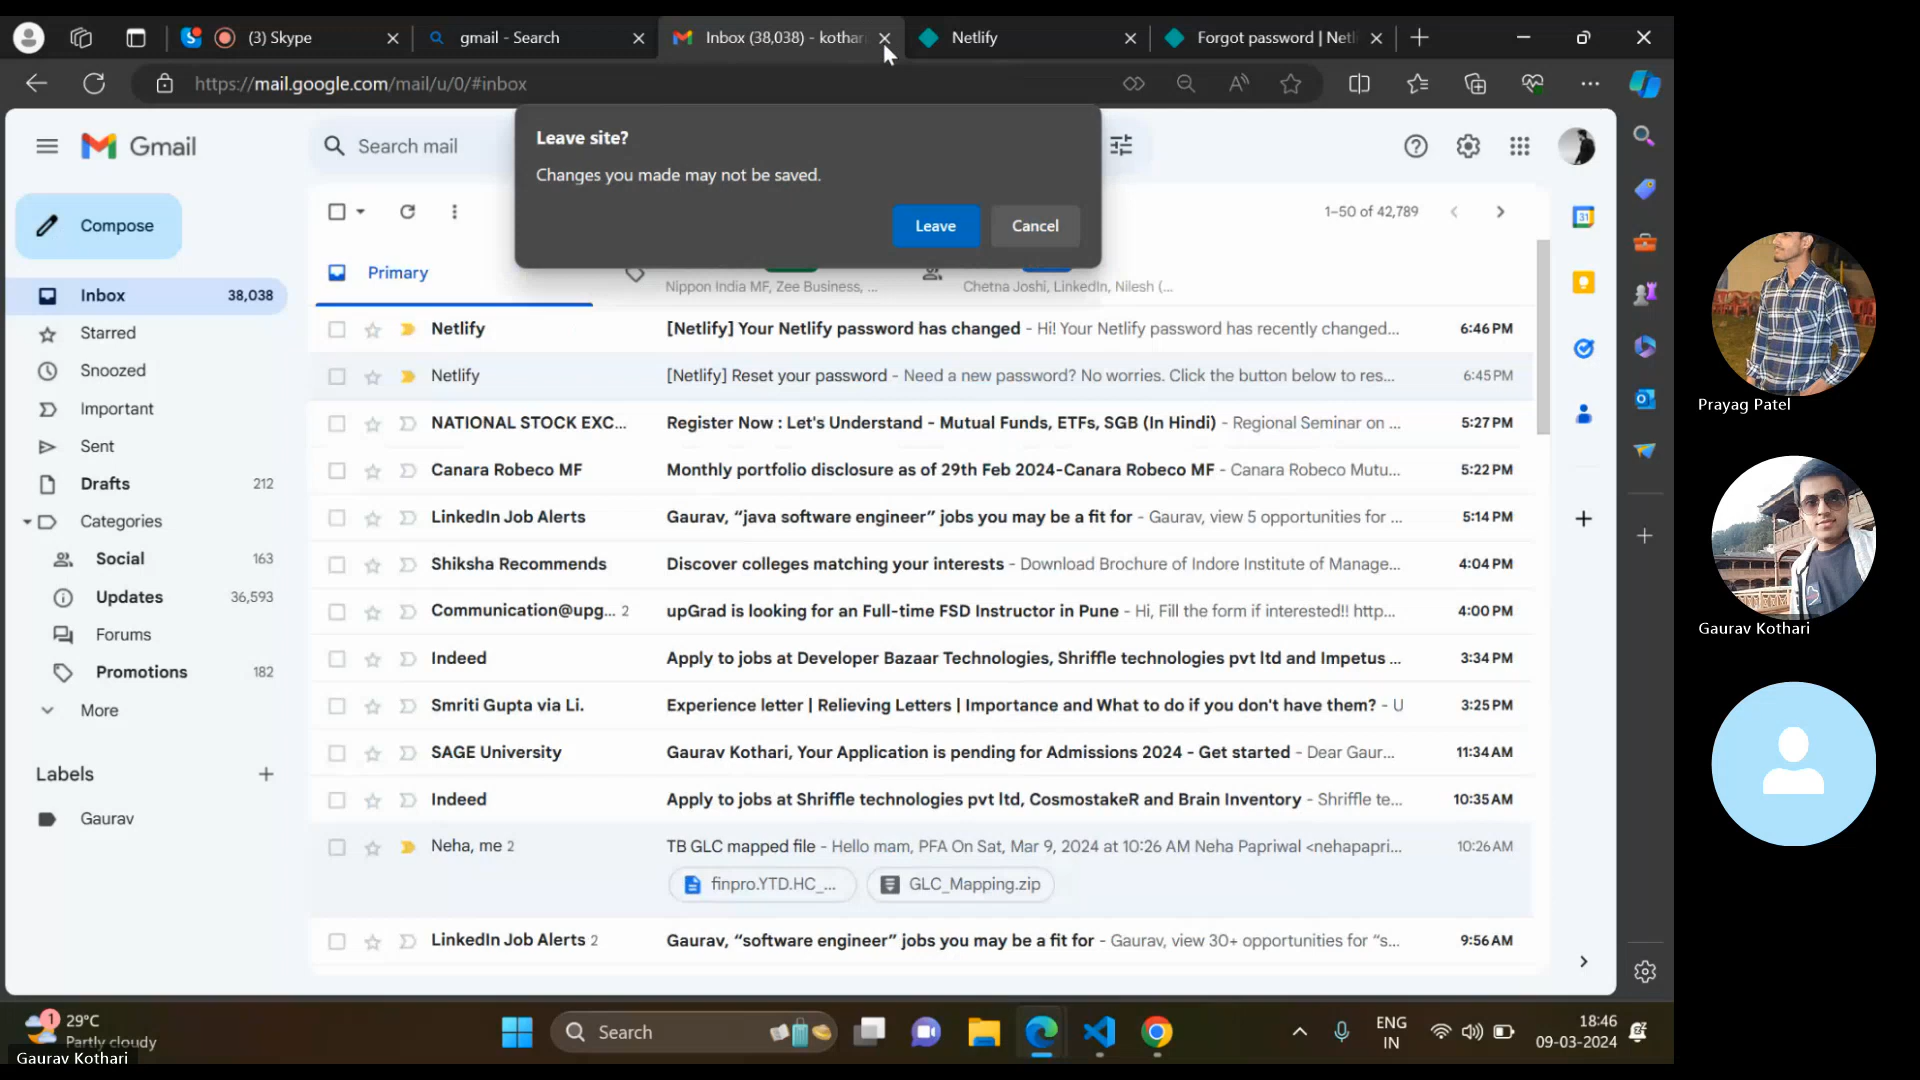 (3) Skype
gmail - Search
Inbox (38,038) - kothar
Netlify
Forgot password | Netl
https://mail.google.com/mail/u/0/#inbox
Gmail
Search mail
Leave site?
Changes you made may not be saved.
Leave
Cancel
Compose
1–50 of 42,789
31
Primary
Nippon India MF, Zee Business, ...
Chetna Joshi, LinkedIn, Nilesh (...
Inbox 38,038
Starred
Snoozed
Important
Sent
Drafts 212
Categories
Social 163
Updates 36,593
Forums
Promotions 182
More
Labels
Gaurav
Netlify [Netlify] Your Netlify password has changed - Hi! Your Netlify password has recently changed... 6:46 PM
Netlify [Netlify] Reset your password - Need a new password? No worries. Click the button below to res... 6:45 PM
NATIONAL STOCK EXC... Register Now : Let's Understand - Mutual Funds, ETFs, SGB (In Hindi) - Regional Seminar on ... 5:27 PM
Canara Robeco MF Monthly portfolio disclosure as of 29th Feb 2024-Canara Robeco MF - Canara Robeco Mutu... 5:22 PM
LinkedIn Job Alerts Gaurav, “java software engineer” jobs you may be a fit for - Gaurav, view 5 opportunities for ... 5:14 PM
Shiksha Recommends Discover colleges matching your interests - Download Brochure of Indore Institute of Manage... 4:04 PM
Communication@upg... 2 upGrad is looking for an Full-time FSD Instructor in Pune - Hi, Fill the form if interested!! http... 4:00 PM
Indeed Apply to jobs at Developer Bazaar Technologies, Shriffle technologies pvt ltd and Impetus ... 3:34 PM
Smriti Gupta via Li. Experience letter | Relieving Letters | Importance and What to do if you don't have them? - U 3:25 PM
SAGE University Gaurav Kothari, Your Application is pending for Admissions 2024 - Get started - Dear Gaur... 11:34 AM
Indeed Apply to jobs at Shriffle technologies pvt ltd, CosmostakeR and Brain Inventory - Shriffle te... 10:35 AM
Neha, me 2 TB GLC mapped file - Hello mam, PFA On Sat, Mar 9, 2024 at 10:26 AM Neha Papriwal <nehapapri... 10:26 AM
finpro.YTD.HC_... GLC_Mapping.zip
LinkedIn Job Alerts 2 Gaurav, “software engineer” jobs you may be a fit for - Gaurav, view 30+ opportunities for “s... 9:56 AM
Prayag Patel
Gaurav Kothari
1
29°C
Partly cloudy
Search
ENG
IN
18:46
09-03-2024
Gaurav Kothari